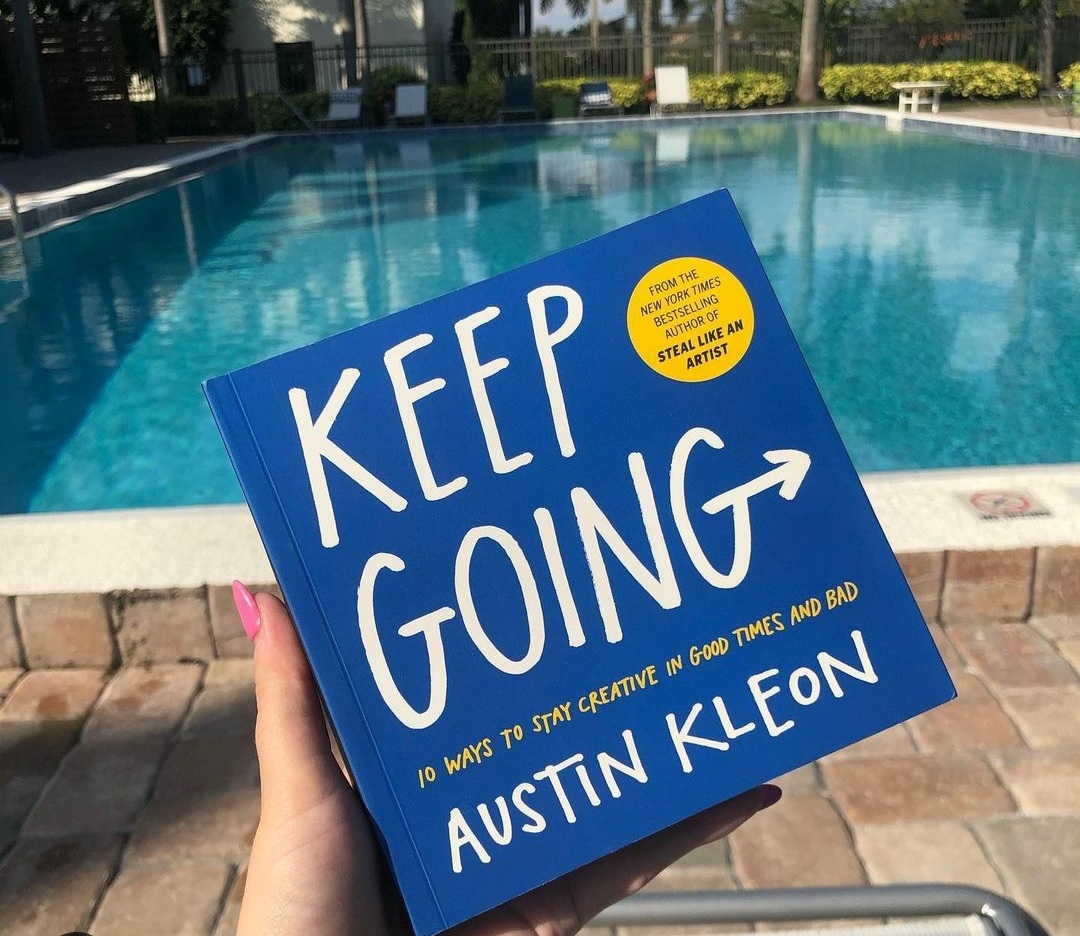 KEEP
GOING
FROM THE
NEW YORK TIMES
BESTSELLING
AUTHOR OF
STEAL LIKE AN
ARTIST
10 WAYS TO STAY CREATIVE IN GOOD TIMES AND BAD
AUSTIN KLEON